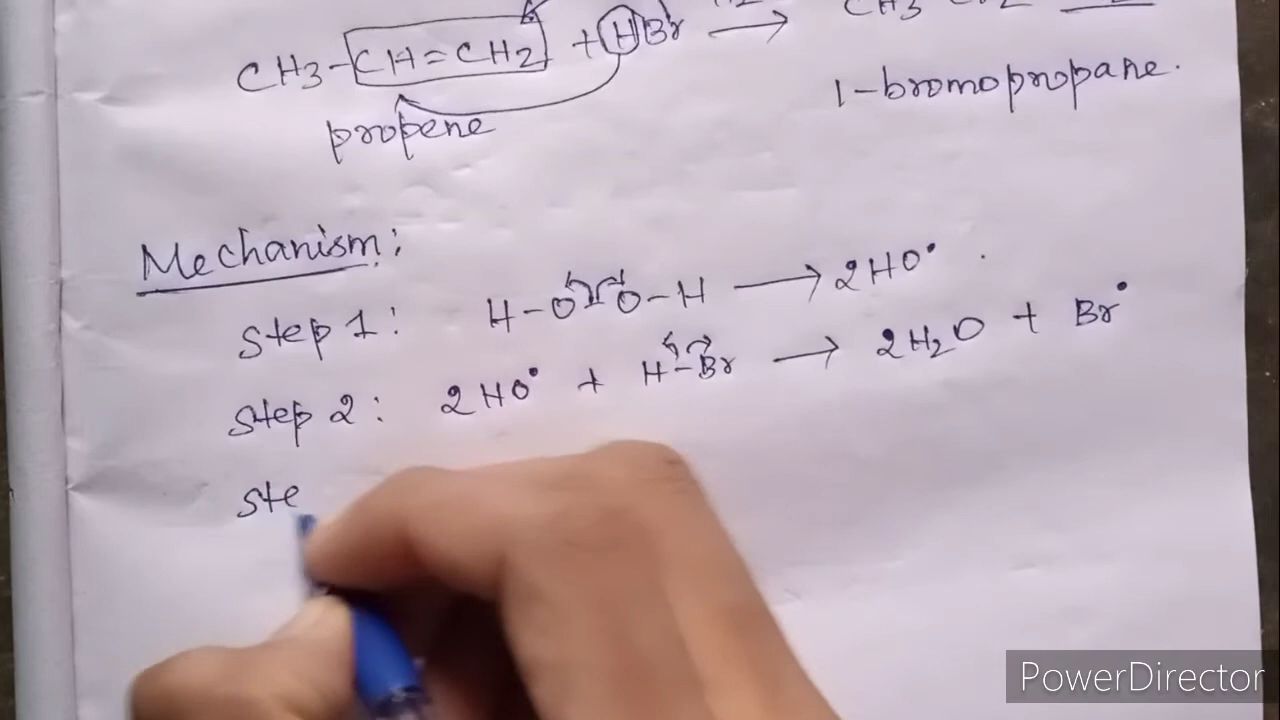 CH3-CH=CH2 + HBr ⟶ CH3
propene
1-bromopropane.
Mechanism:
Step 1: H-O O-H ⟶ 2HO•
Step 2: 2HO• + H-Br ⟶ 2H2O + Br•
Ste
PowerDirector